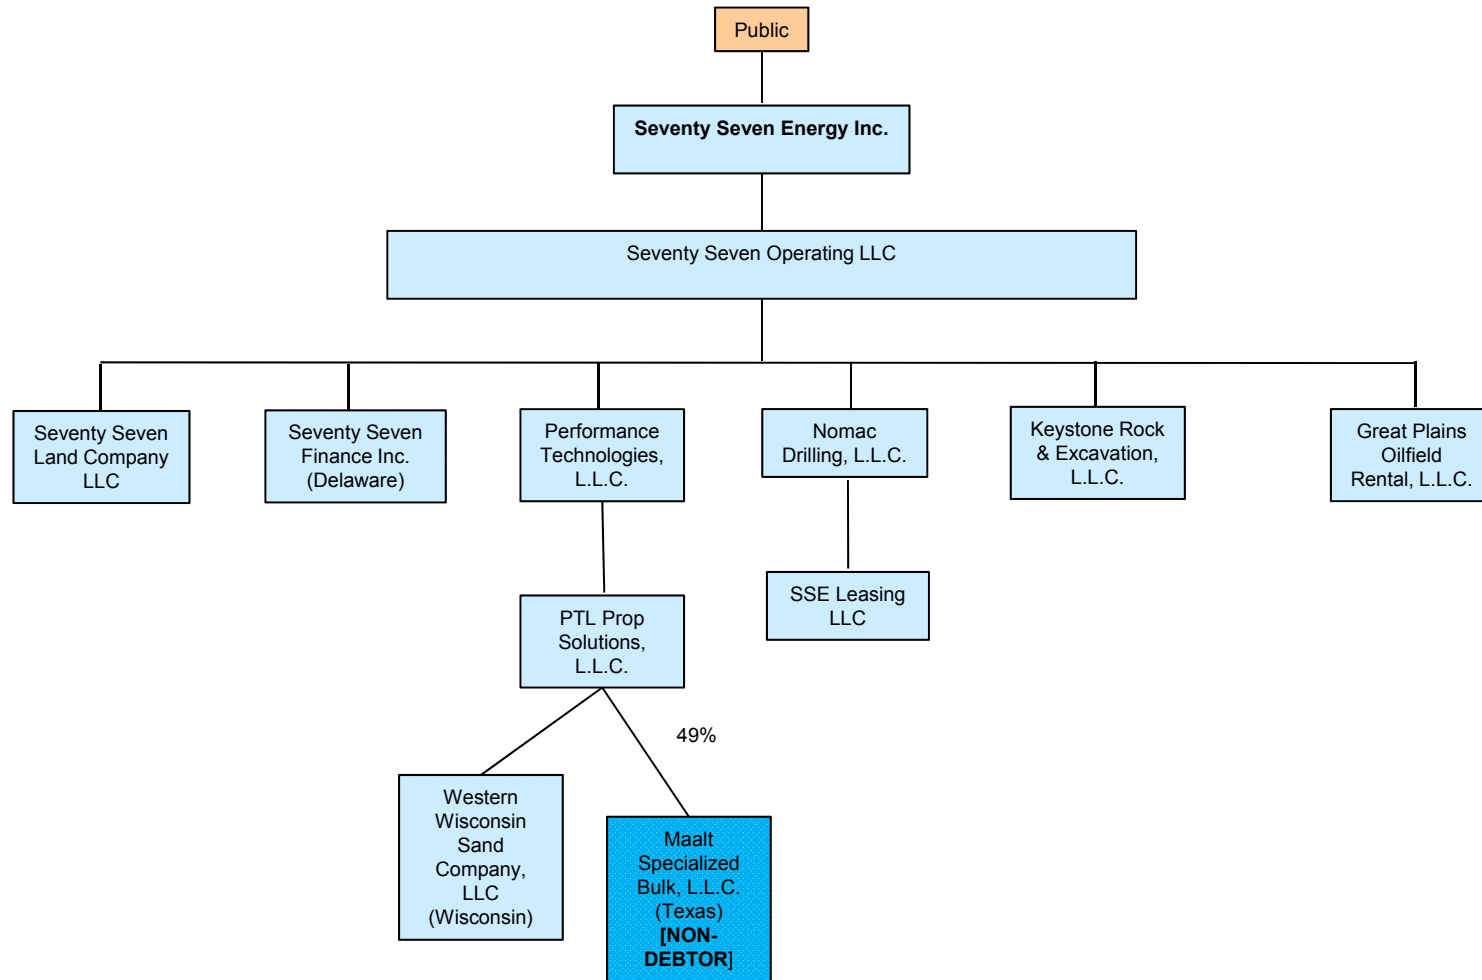 Public
Seventy Seven Energy Inc.
Seventy Seven Operating LLC
Seventy Seven
Land Company
LLC
Seventy Seven
Finance Inc.
(Delaware)
Performance
Technologies,
L.L.C.
Nomac
Drilling, L.L.C.
Keystone Rock
& Excavation,
L.L.C.
Great Plains
Oilfield
Rental, L.L.C.
PTL Prop
Solutions,
L.L.C.
SSE Leasing
LLC
49%
Western
Wisconsin
Sand
Company,
LLC
(Wisconsin)
Maalt
Specialized
Bulk, L.L.C.
(Texas)
[NON-
DEBTOR]